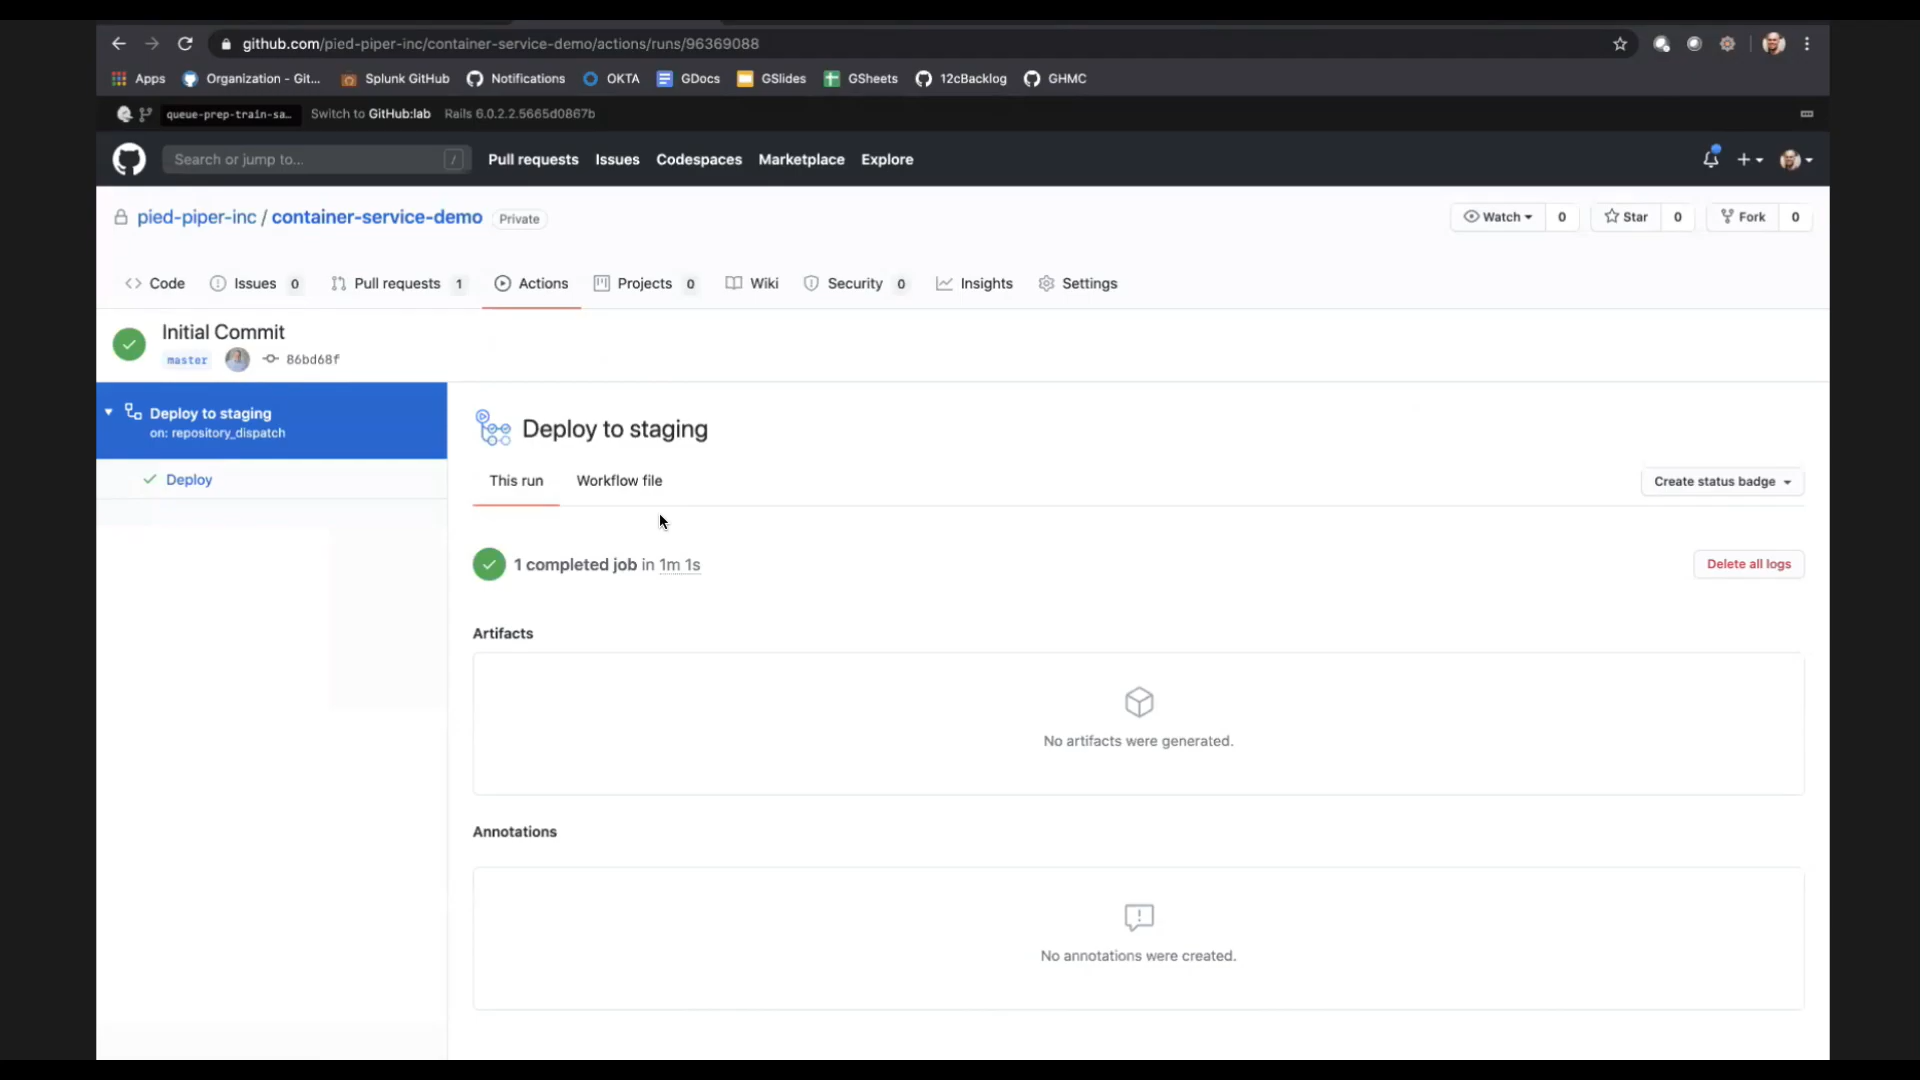 github.com/pied-piper-inc/container-service-demo/actions/runs/96369088
Apps Organization - Git... Splunk GitHub Notifications OKTA GDocs GSlides GSheets 12cBacklog GHMC
queue-prep-train-sa… Switch to GitHub:lab Rails 6.0.2.2.5665d0867b
Search or jump to... / Pull requests Issues Codespaces Marketplace Explore
pied-piper-inc / container-service-demo Private Watch 0 Star 0 Fork 0
Code Issues 0 Pull requests 1 Actions Projects 0 Wiki Security 0 Insights Settings
Initial Commit
master 86bd68f
Deploy to staging
on: repository_dispatch
Deploy
Deploy to staging
This run Workflow file Create status badge
1 completed job in 1m 1s Delete all logs
Artifacts
No artifacts were generated.
Annotations
No annotations were created.